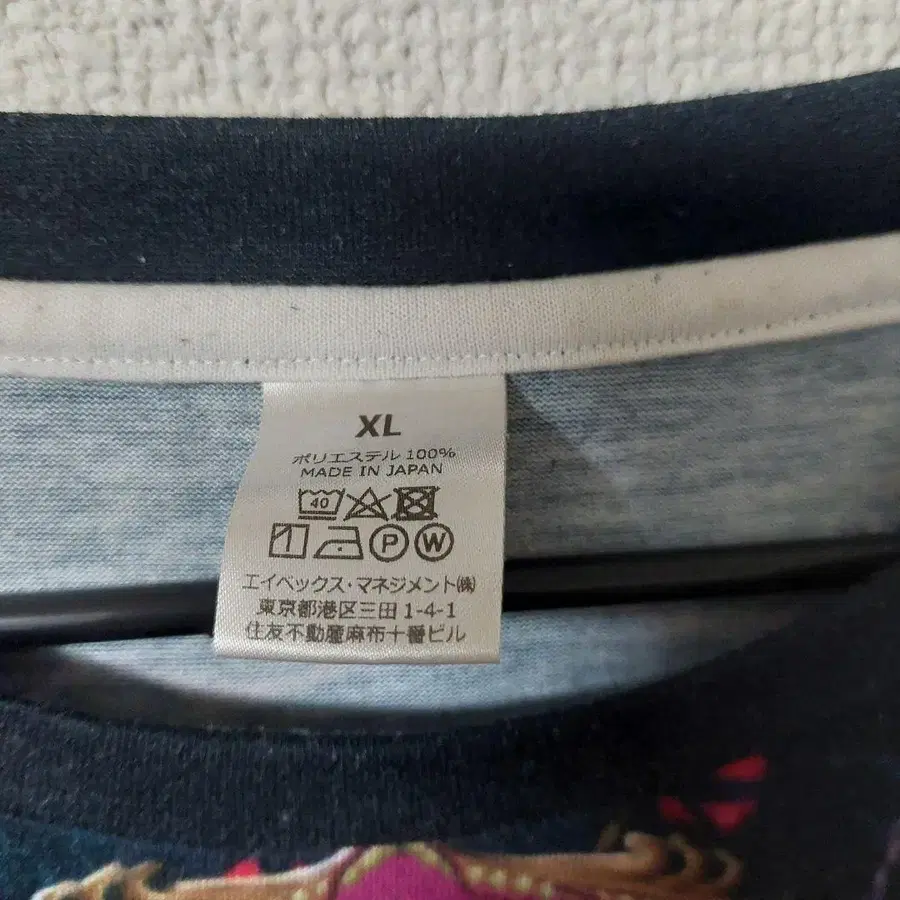 XL
ポリエステル 100%
MADE IN JAPAN
40
P W
エイベックス・マネジメント㈱
東京都港区三田 1-4-1
住友不動産麻布十番ビル